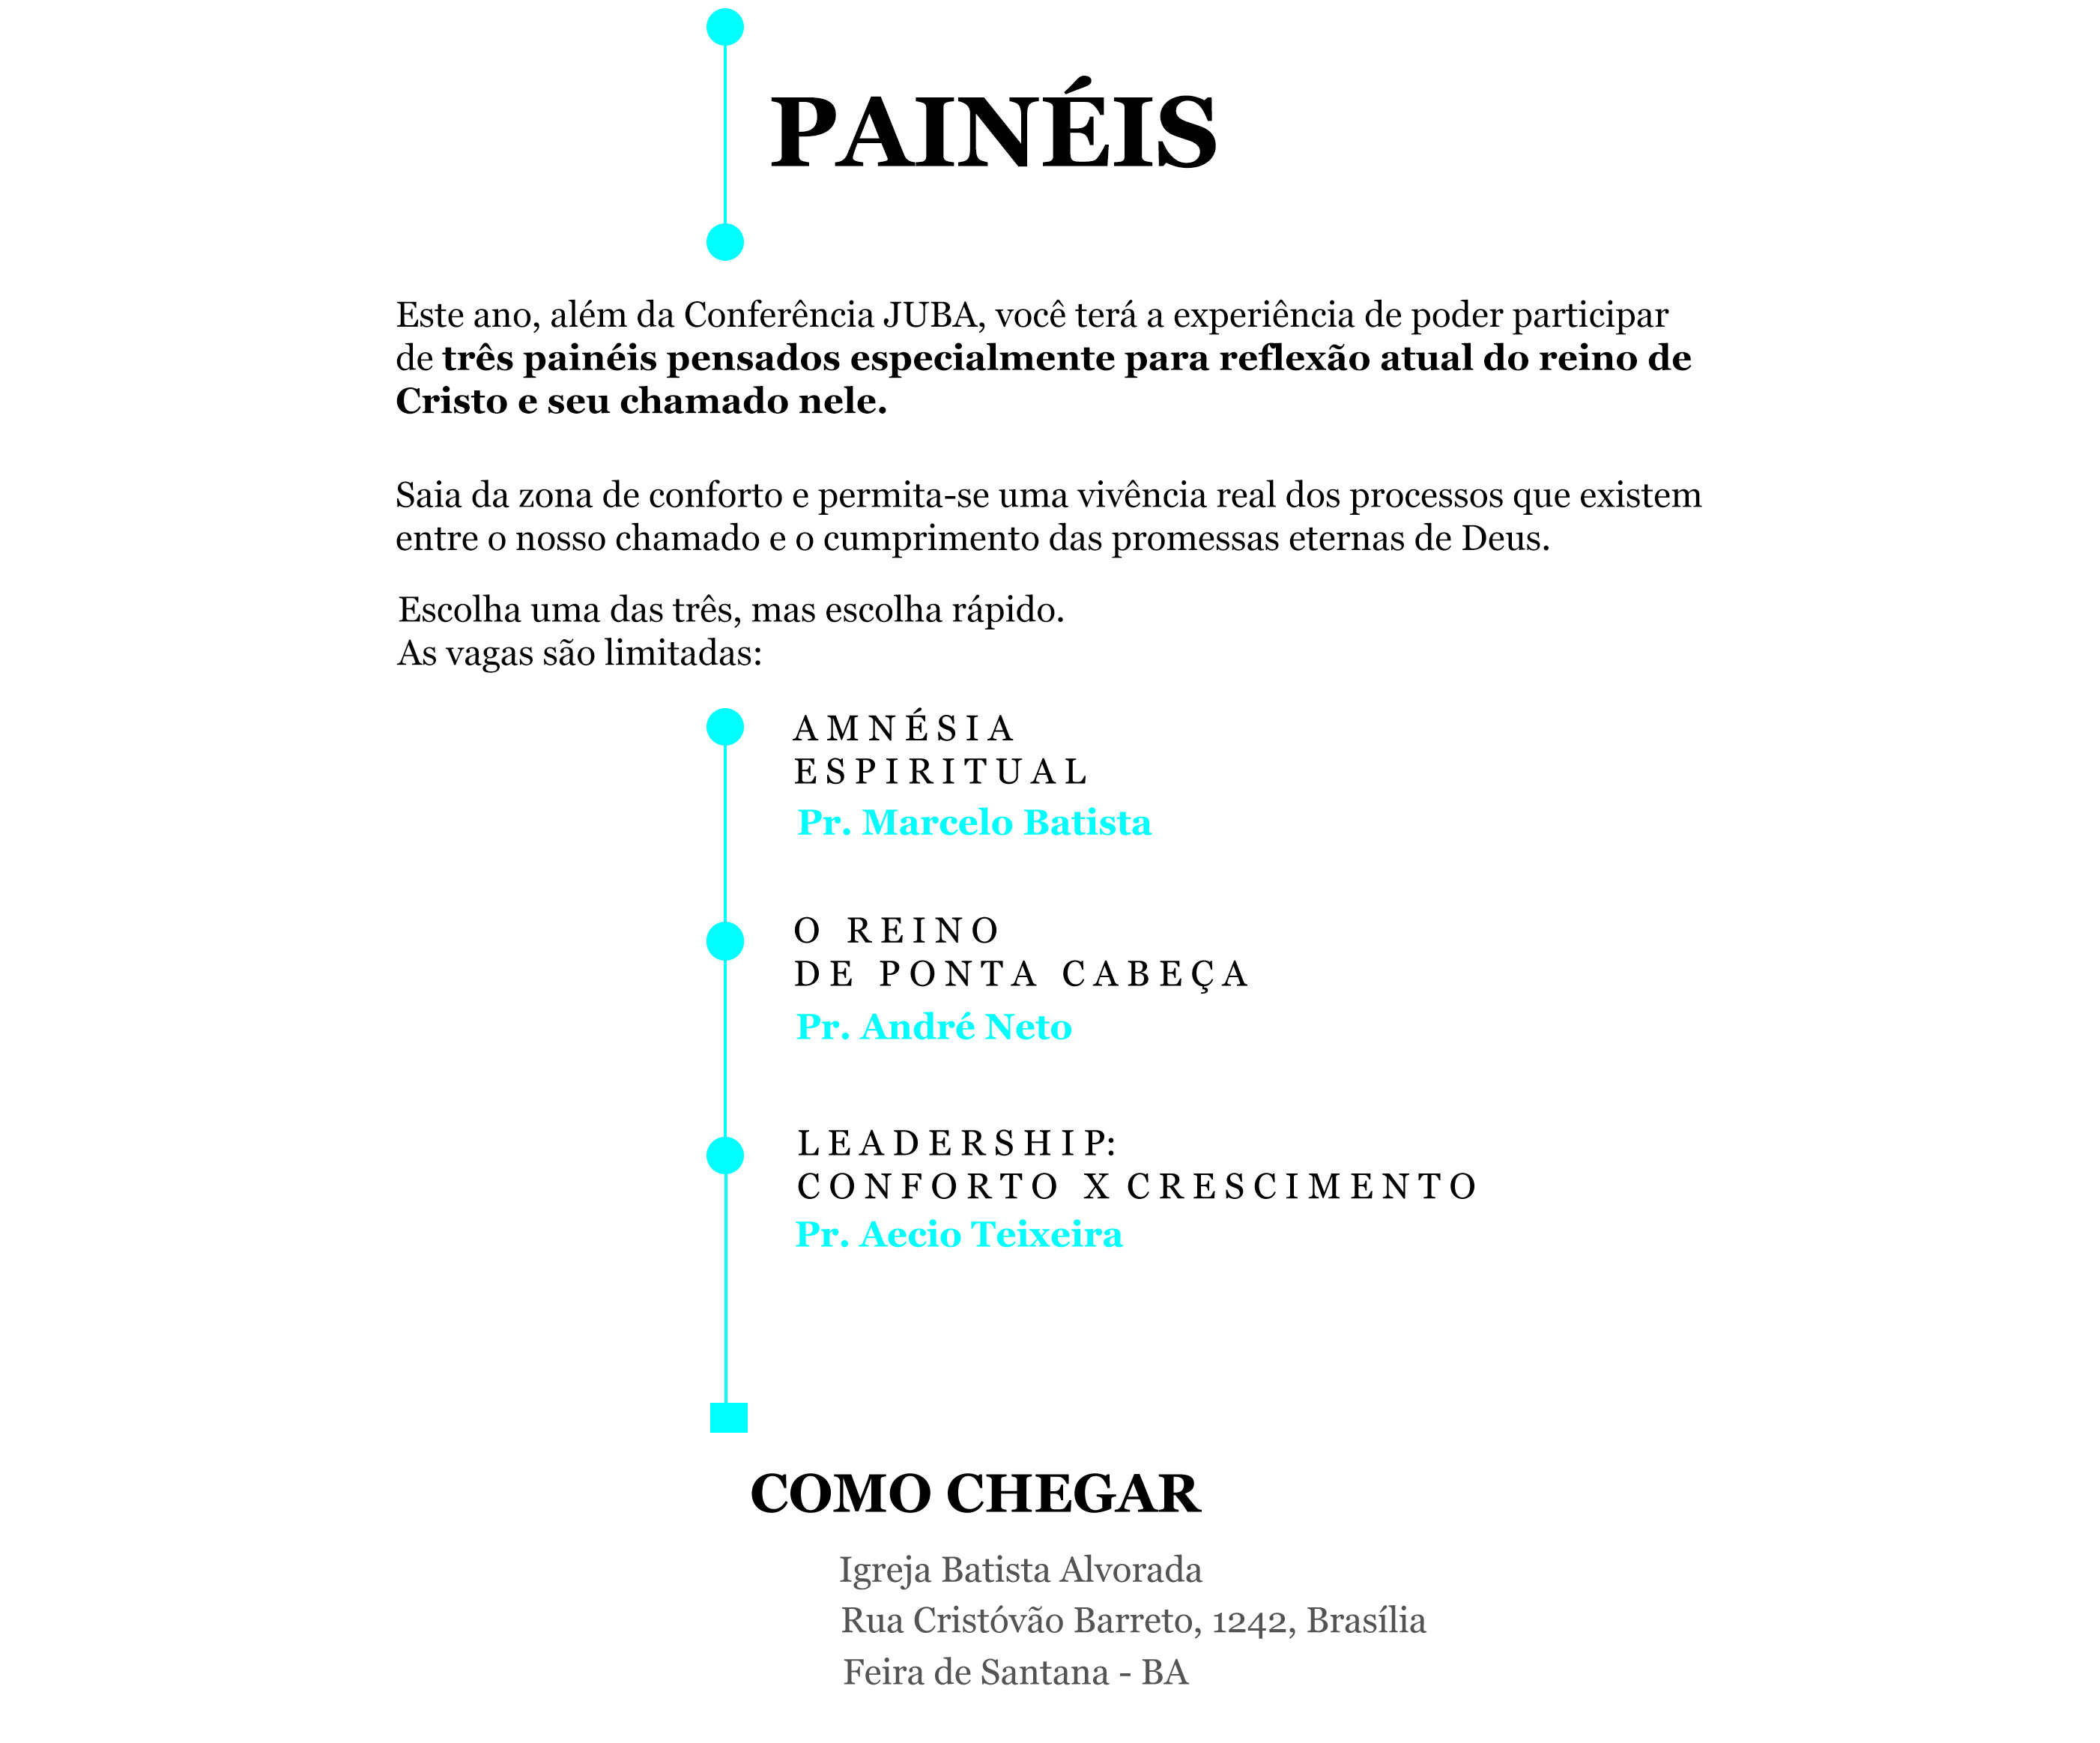 PAINÉIS
Este ano, além da Conferência JUBA, você terá a experiência de poder participar
de três painéis pensados especialmente para reflexão atual do reino de
Cristo e seu chamado nele.
Saia da zona de conforto e permita-se uma vivência real dos processos que existem
entre o nosso chamado e o cumprimento das promessas eternas de Deus.
Escolha uma das três, mas escolha rápido.
As vagas são limitadas:
AMNÉSIA
ESPIRITUAL
Pr. Marcelo Batista
O REINO
DE PONTA CABEÇA
Pr. André Neto
LEADERSHIP:
CONFORTO X CRESCIMENTO
Pr. Aecio Teixeira
COMO CHEGAR
Igreja Batista Alvorada
Rua Cristóvão Barreto, 1242, Brasília
Feira de Santana - BA